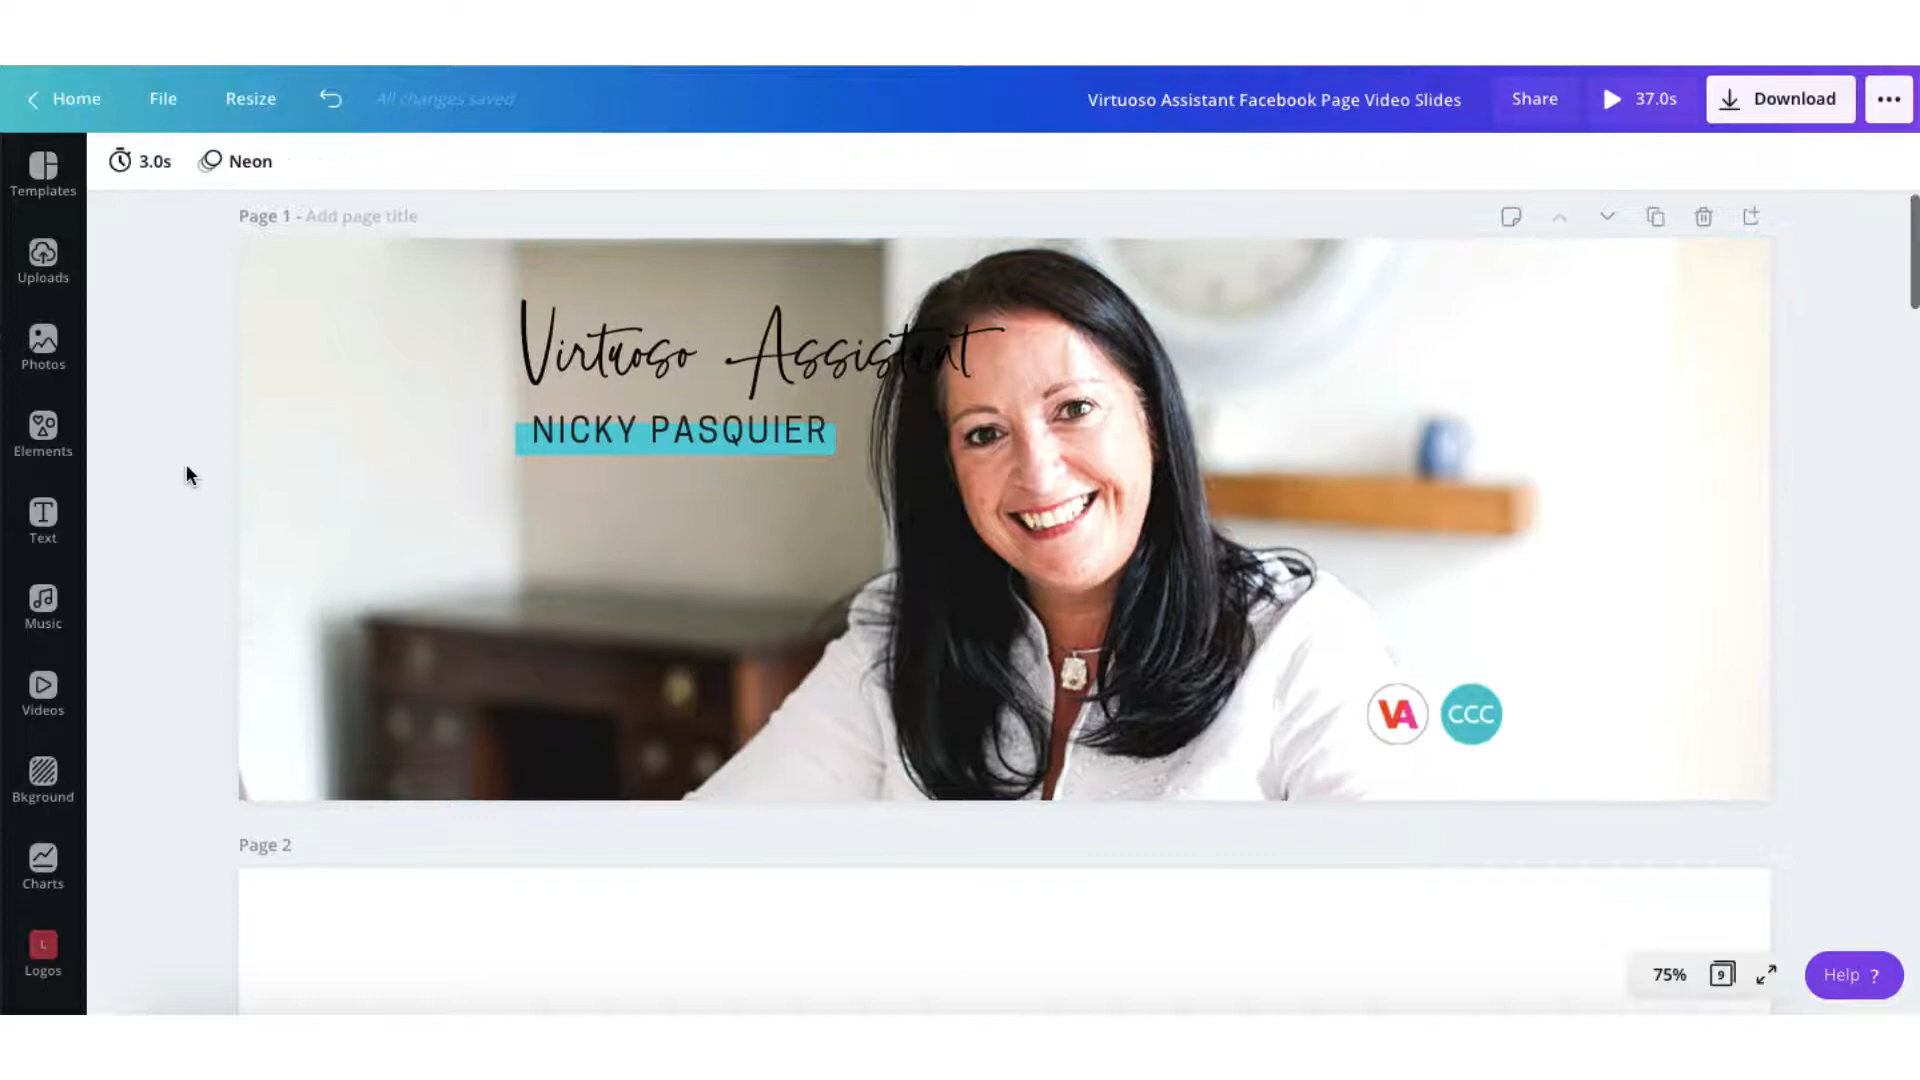 Home File Resize All changes saved Virtuoso Assistant Facebook Page Video Slides Share 37.0s Download
3.0s Neon
Templates
Uploads
Photos
Elements
Text
Music
Videos
Bkground
Charts
L
Logos
Page 1 - Add page title
Virtuoso Assistant
NICKY PASQUIER
VA CCC
Page 2
75% 9 Help ?